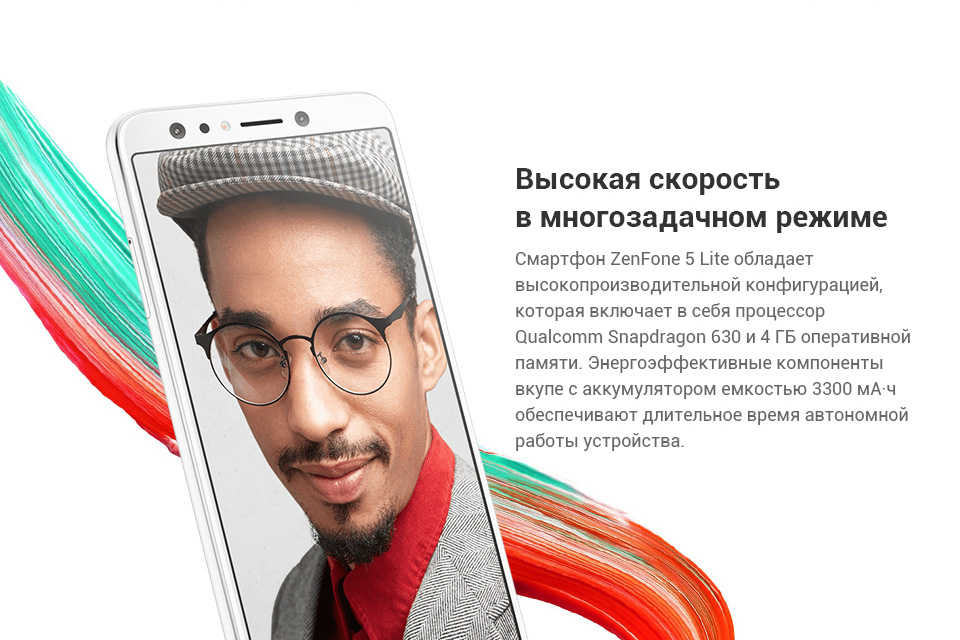 Высокая скорость
в многозадачном режиме
Смартфон ZenFone 5 Lite обладает
высокопроизводительной конфигурацией,
которая включает в себя процессор
Qualcomm Snapdragon 630 и 4 ГБ оперативной
памяти. Энергоэффективные компоненты
вкупе с аккумулятором емкостью 3300 мА·ч
обеспечивают длительное время автономной
работы устройства.